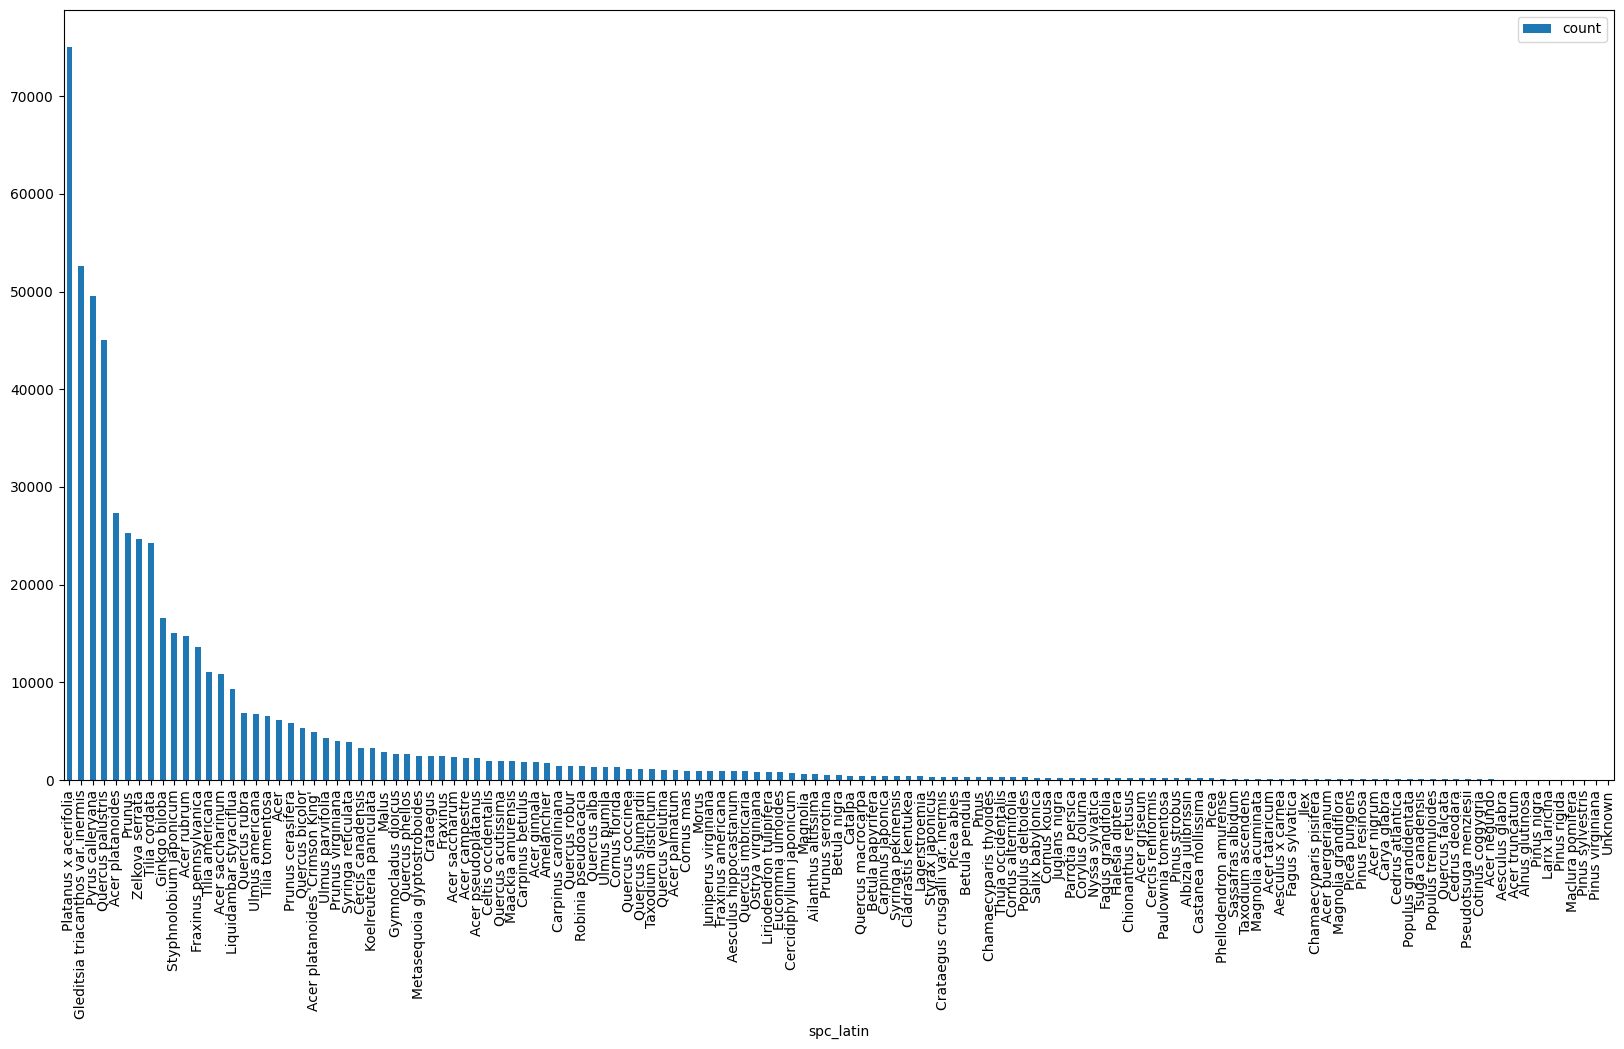 count
70000
60000
50000
40000
30000
20000
10000
0
Platanus x acerifolia
Gleditsia triacanthos var. inermis
Pyrus calleryana
Quercus palustris
Acer platanoides
Prunus
Zelkova serrata
Tilia cordata
Ginkgo biloba
Styphnolobium japonicum
Acer rubrum
Fraxinus pennsylvanica
Tilia americana
Acer saccharinum
Liquidambar styraciflua
Quercus rubra
Ulmus americana
Tilia tomentosa
Acer
Prunus cerasifera
Quercus bicolor
Acer platanoides 'Crimson King'
Ulmus parvifolia
Prunus virginiana
Syringa reticulata
Cercis canadensis
Koelreuteria paniculata
Malus
Gymnocladus dioicus
Quercus phellos
Metasequoia glyptostroboides
Crataegus
Fraxinus
Acer saccharum
Acer campestre
Acer pseudoplatanus
Celtis occidentalis
Quercus acutissima
Maackia amurensis
Carpinus betulus
Acer ginnala
Amelanchier
Carpinus caroliniana
Quercus robur
Robinia pseudoacacia
Quercus alba
Ulmus pumila
Cornus florida
Quercus coccinea
Quercus shumardii
Taxodium distichum
Quercus velutina
Acer palmatum
Cornus mas
Morus
Juniperus virginiana
Fraxinus americana
Aesculus hippocastanum
Quercus imbricaria
Ostrya virginiana
Liriodendron tulipifera
Eucommia ulmoides
Cercidiphyllum japonicum
Magnolia
Ailanthus altissima
Prunus serotina
Betula nigra
Catalpa
Quercus macrocarpa
Betula papyrifera
Carpinus japonica
Syringa pekinensis
Cladrastis kentukea
Lagerstroemia
Styrax japonicus
Crataegus crusgalli var. inermis
Picea abies
Betula pendula
Pinus
Chamaecyparis thyoides
Thuja occidentalis
Cornus alternifolia
Populus deltoides
Salix babylonica
Cornus kousa
Juglans nigra
Parrotia persica
Corylus colurna
Nyssa sylvatica
Fagus grandifolia
Halesia diptera
Chionanthus retusus
Acer griseum
Cercis reniformis
Paulownia tomentosa
Pinus strobus
Albizia julibrissin
Castanea mollissima
Picea
Phellodendron amurense
Sassafras albidum
Taxodium ascendens
Magnolia acuminata
Acer tataricum
Aesculus x carnea
Fagus sylvatica
Ilex
Chamaecyparis pisifera
Acer buergerianum
Magnolia grandiflora
Picea pungens
Pinus resinosa
Acer nigrum
Carya glabra
Cedrus atlantica
Populus grandidentata
Tsuga canadensis
Populus tremuloides
Quercus falcata
Cedrus deodara
Pseudotsuga menziesii
Cotinus coggygria
Acer negundo
Aesculus glabra
Acer truncatum
Alnus glutinosa
Pinus nigra
Larix laricina
Pinus rigida
Maclura pomifera
Pinus sylvestris
Pinus virginiana
Unknown
spc_latin